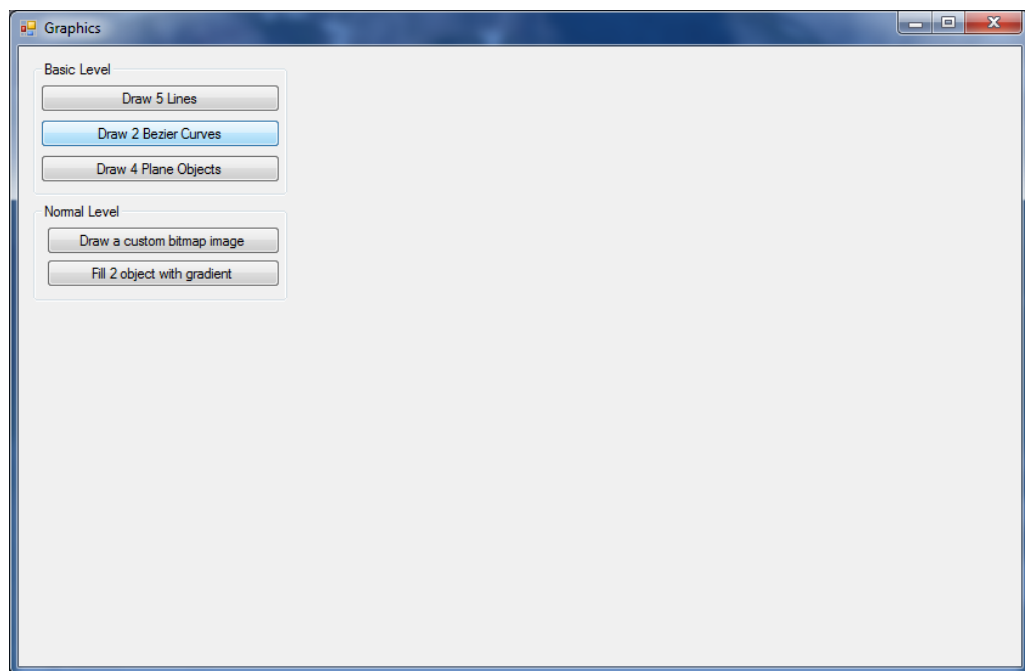 Graphics
Basic Level
Draw 5 Lines
Draw 2 Bezier Curves
Draw 4 Plane Objects
Normal Level
Draw a custom bitmap image
Fill 2 object with gradient